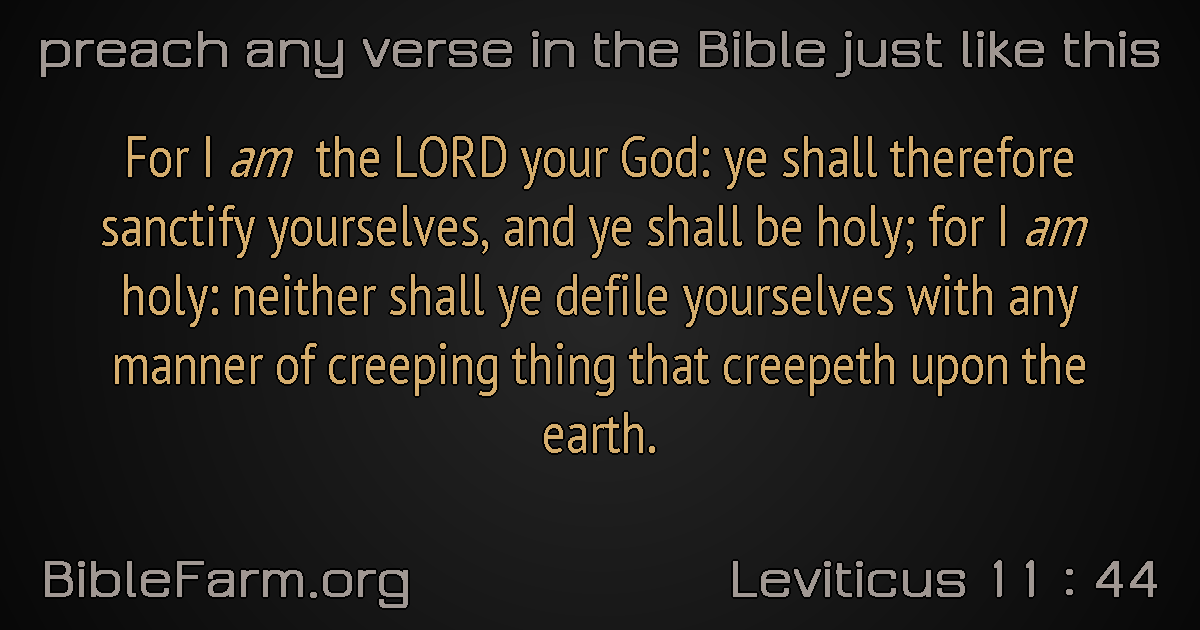 preach any verse in the Bible just like this
For I am the LORD your God: ye shall therefore
sanctify yourselves, and ye shall be holy; for I am
holy: neither shall ye defile yourselves with any
manner of creeping thing that creepeth upon the
earth.
BibleFarm.org
Leviticus 11 : 44